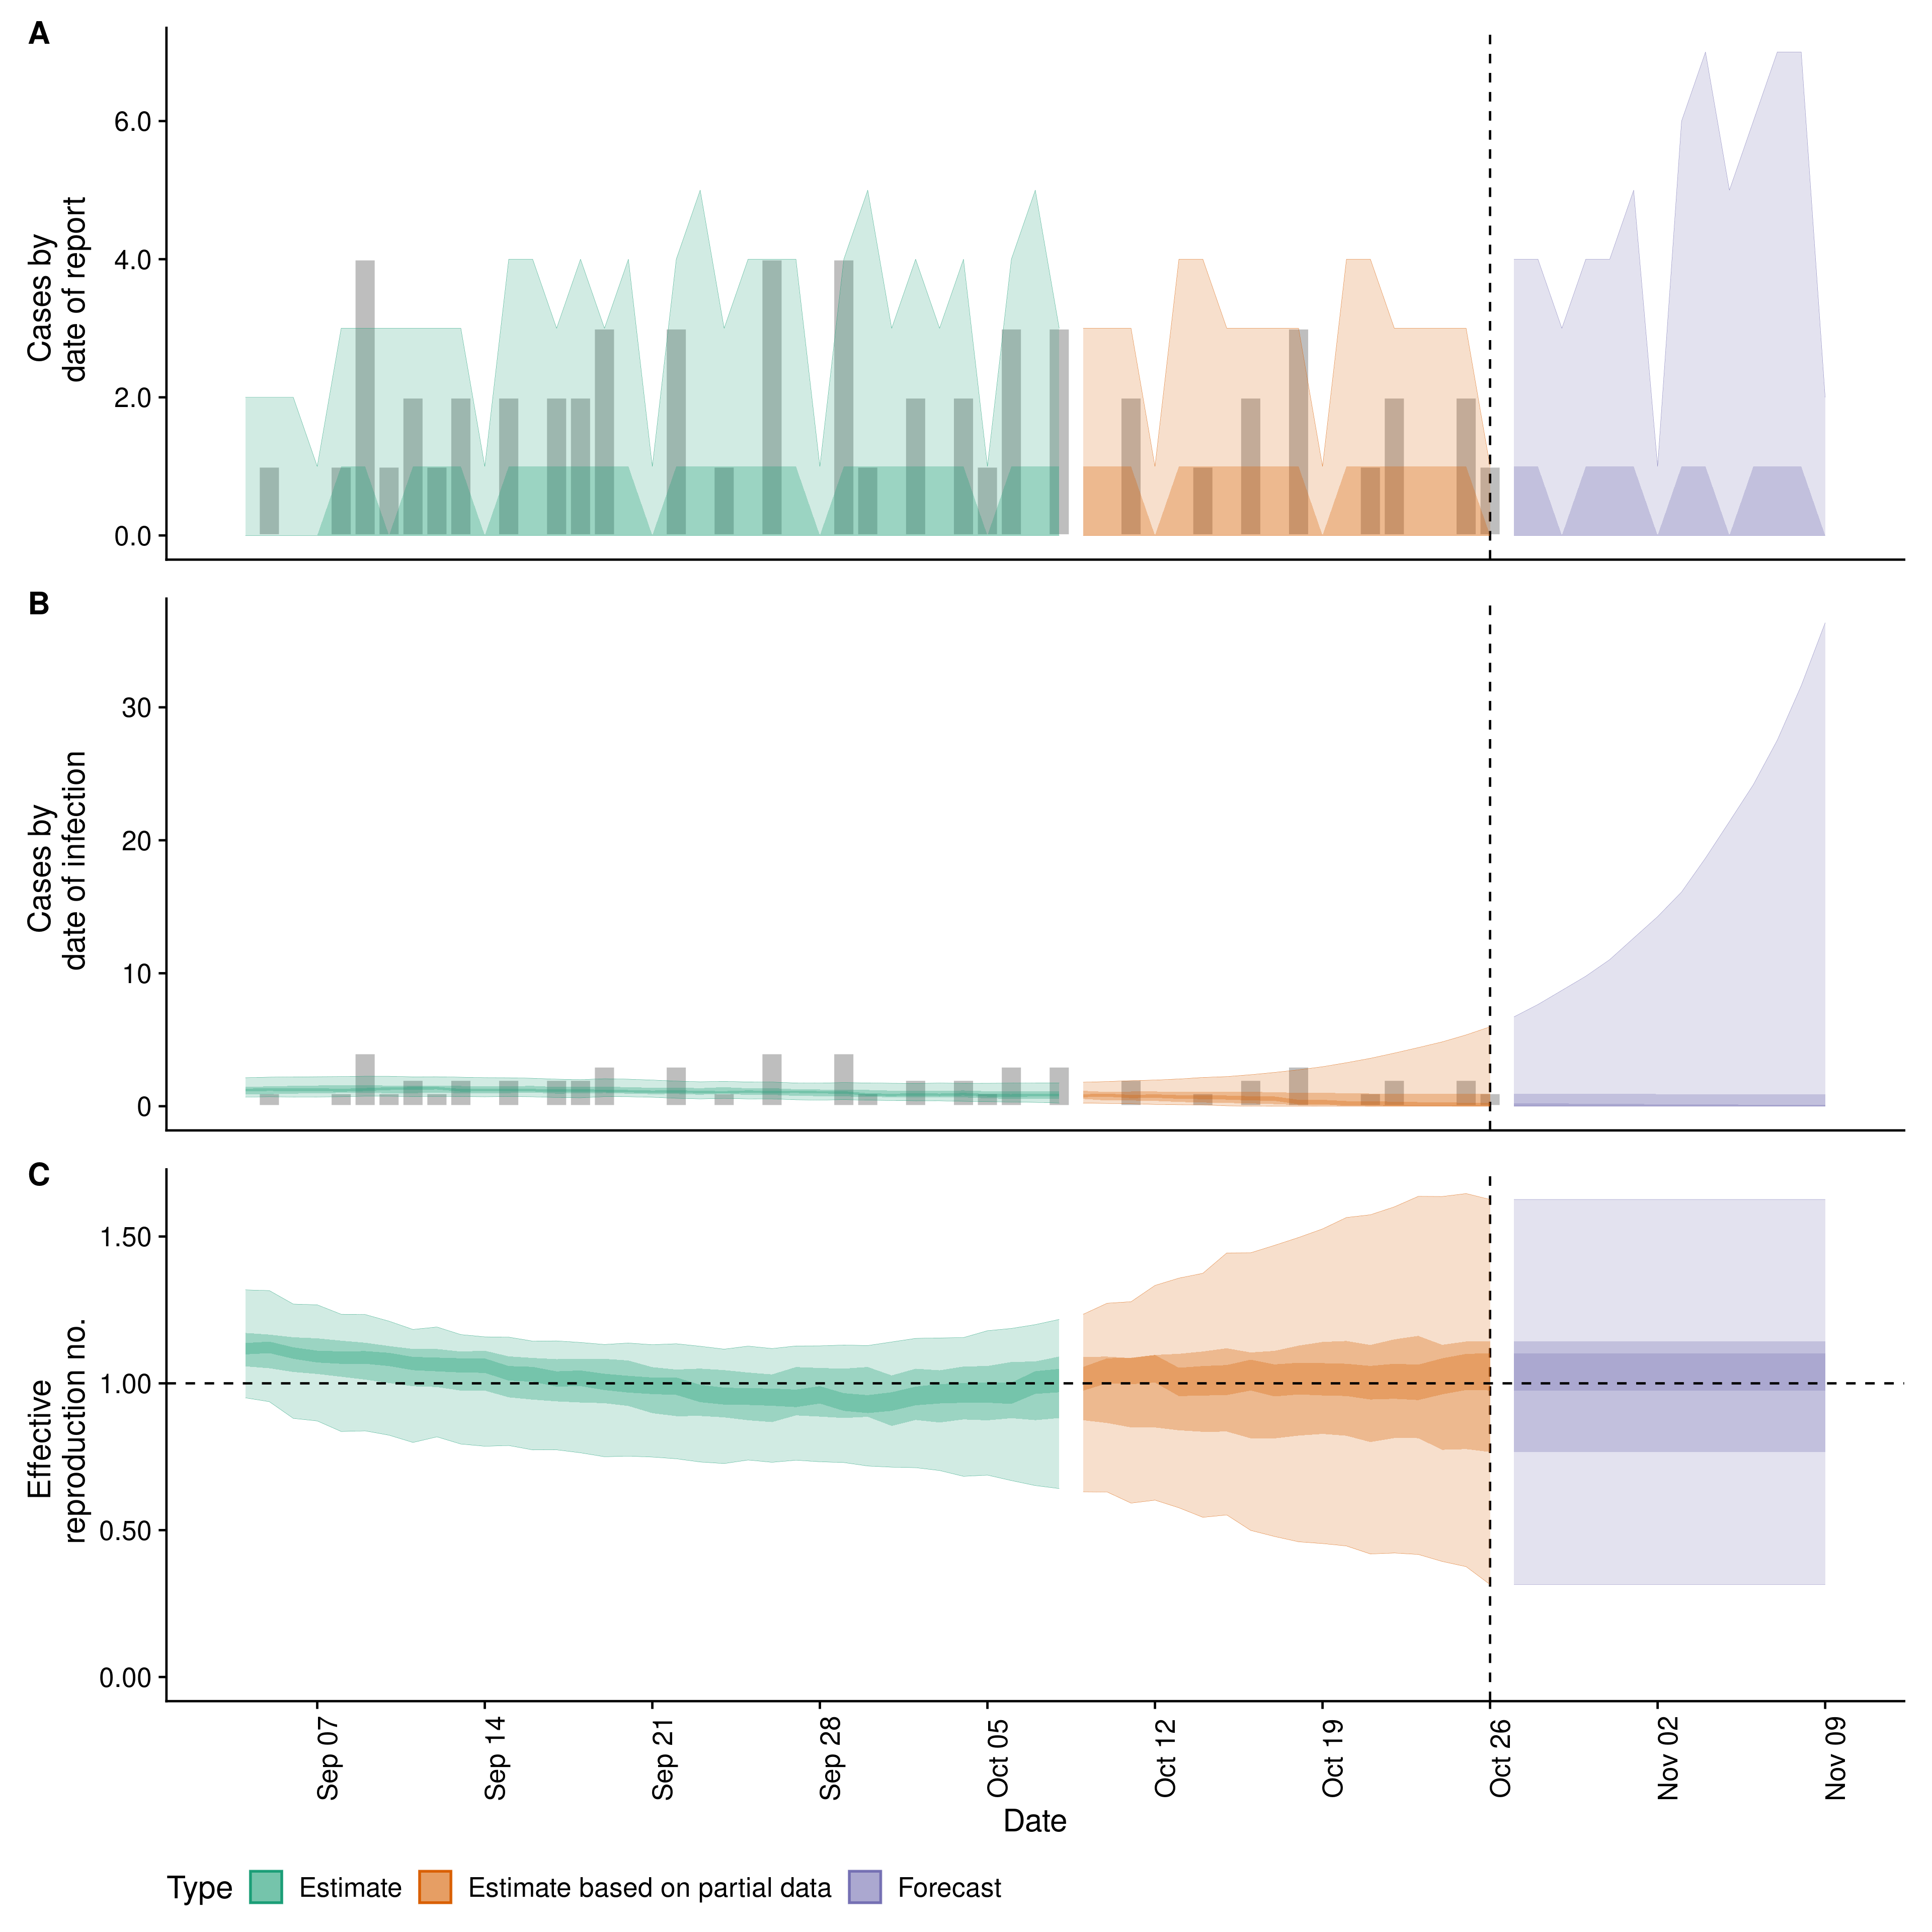 A
Cases by
date of report
6.0
4.0
2.0
0.0
B
Cases by
date of infection
30
20
10
0
C
Effective
reproduction no.
1.50
1.00
0.50
0.00
Sep 07
Sep 14
Sep 21
Sep 28
Oct 05
Oct 12
Oct 19
Oct 26
Nov 02
Nov 09
Date
Type Estimate Estimate based on partial data Forecast